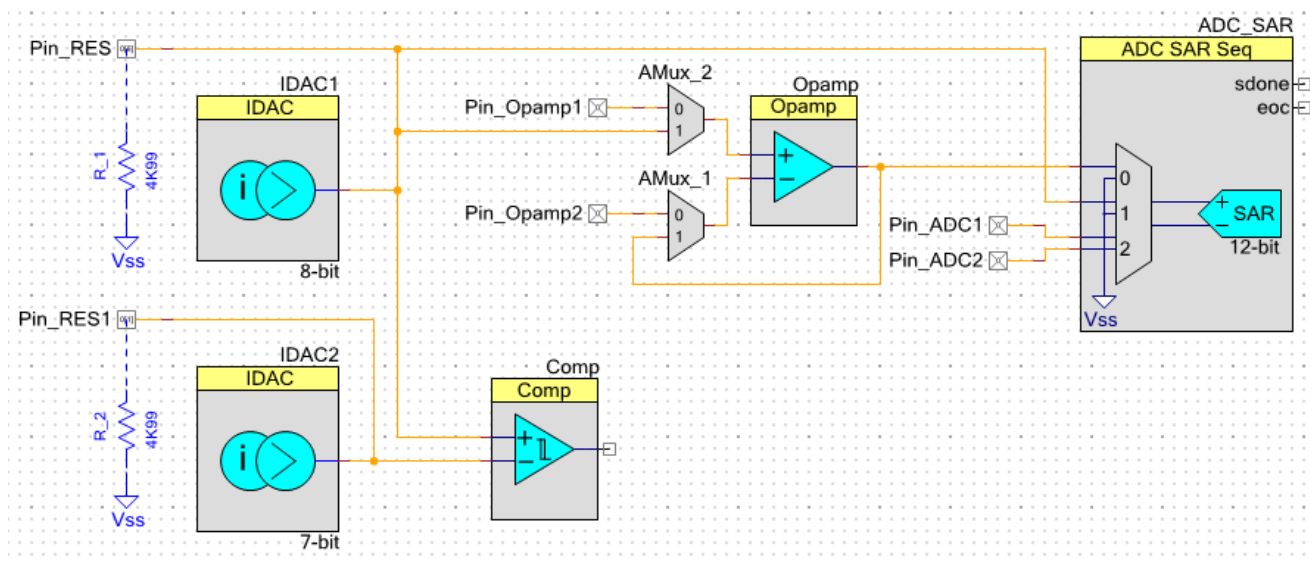 ADC_SAR
Pin_RES
ADC SAR Seq
AMux_2
IDAC1
Opamp
sdone
IDAC
Pin_Opamp1
0
Opamp
eoc
1
+
−
R_1
4K99
i
AMux_1
0
Pin_Opamp2
0
1
Pin_ADC1
1
+
−
SAR
Pin_ADC2
2
12-bit
Vss
8-bit
Vss
Pin_RES1
IDAC2
IDAC
Comp
Comp
R_2
4K99
i
+
−
Vss
7-bit